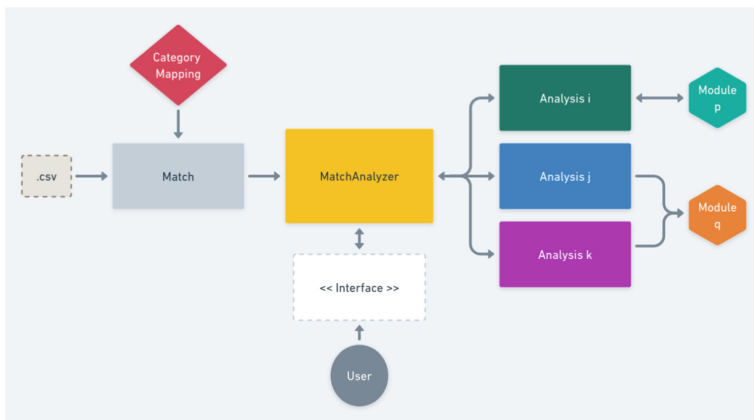 Category
Mapping
.csv
Match
MatchAnalyzer
Analysis i
Analysis j
Analysis k
Module
p
Module
q
<< Interface >>
User